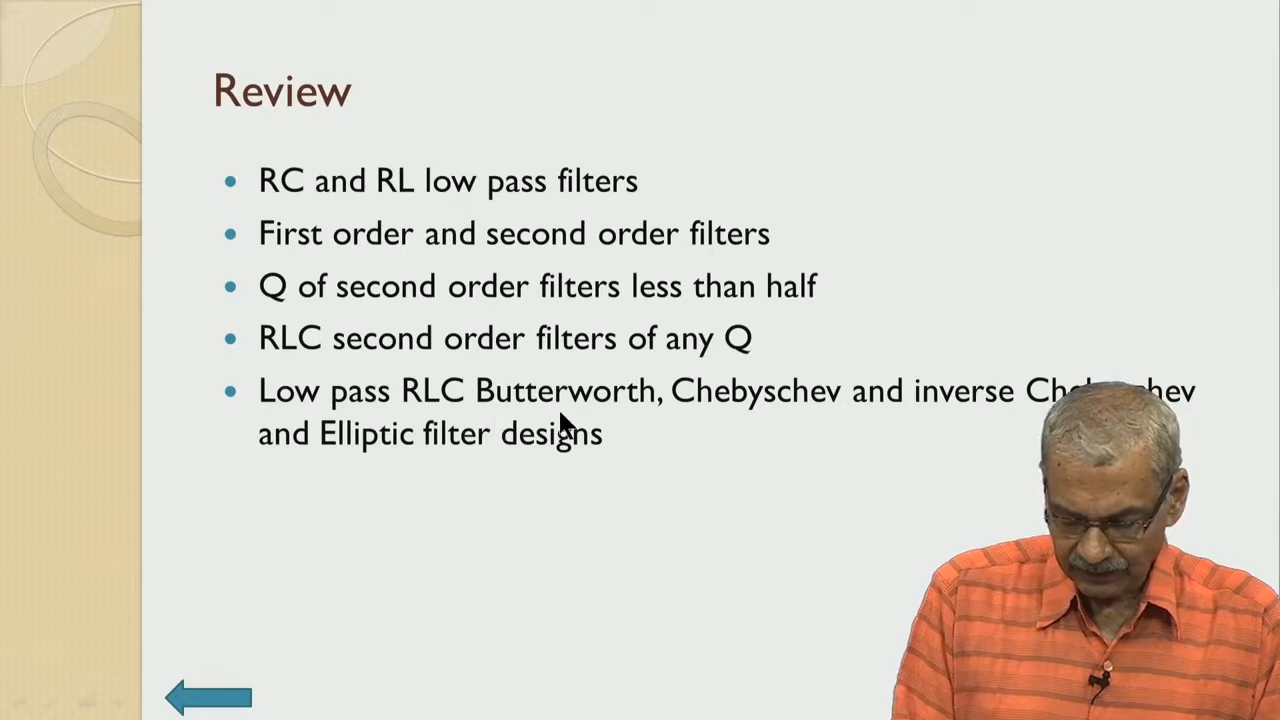 Review
RC and RL low pass filters
First order and second order filters
Q of second order filters less than half
RLC second order filters of any Q
Low pass RLC Butterworth, Chebyschev and inverse
and Elliptic filter designs